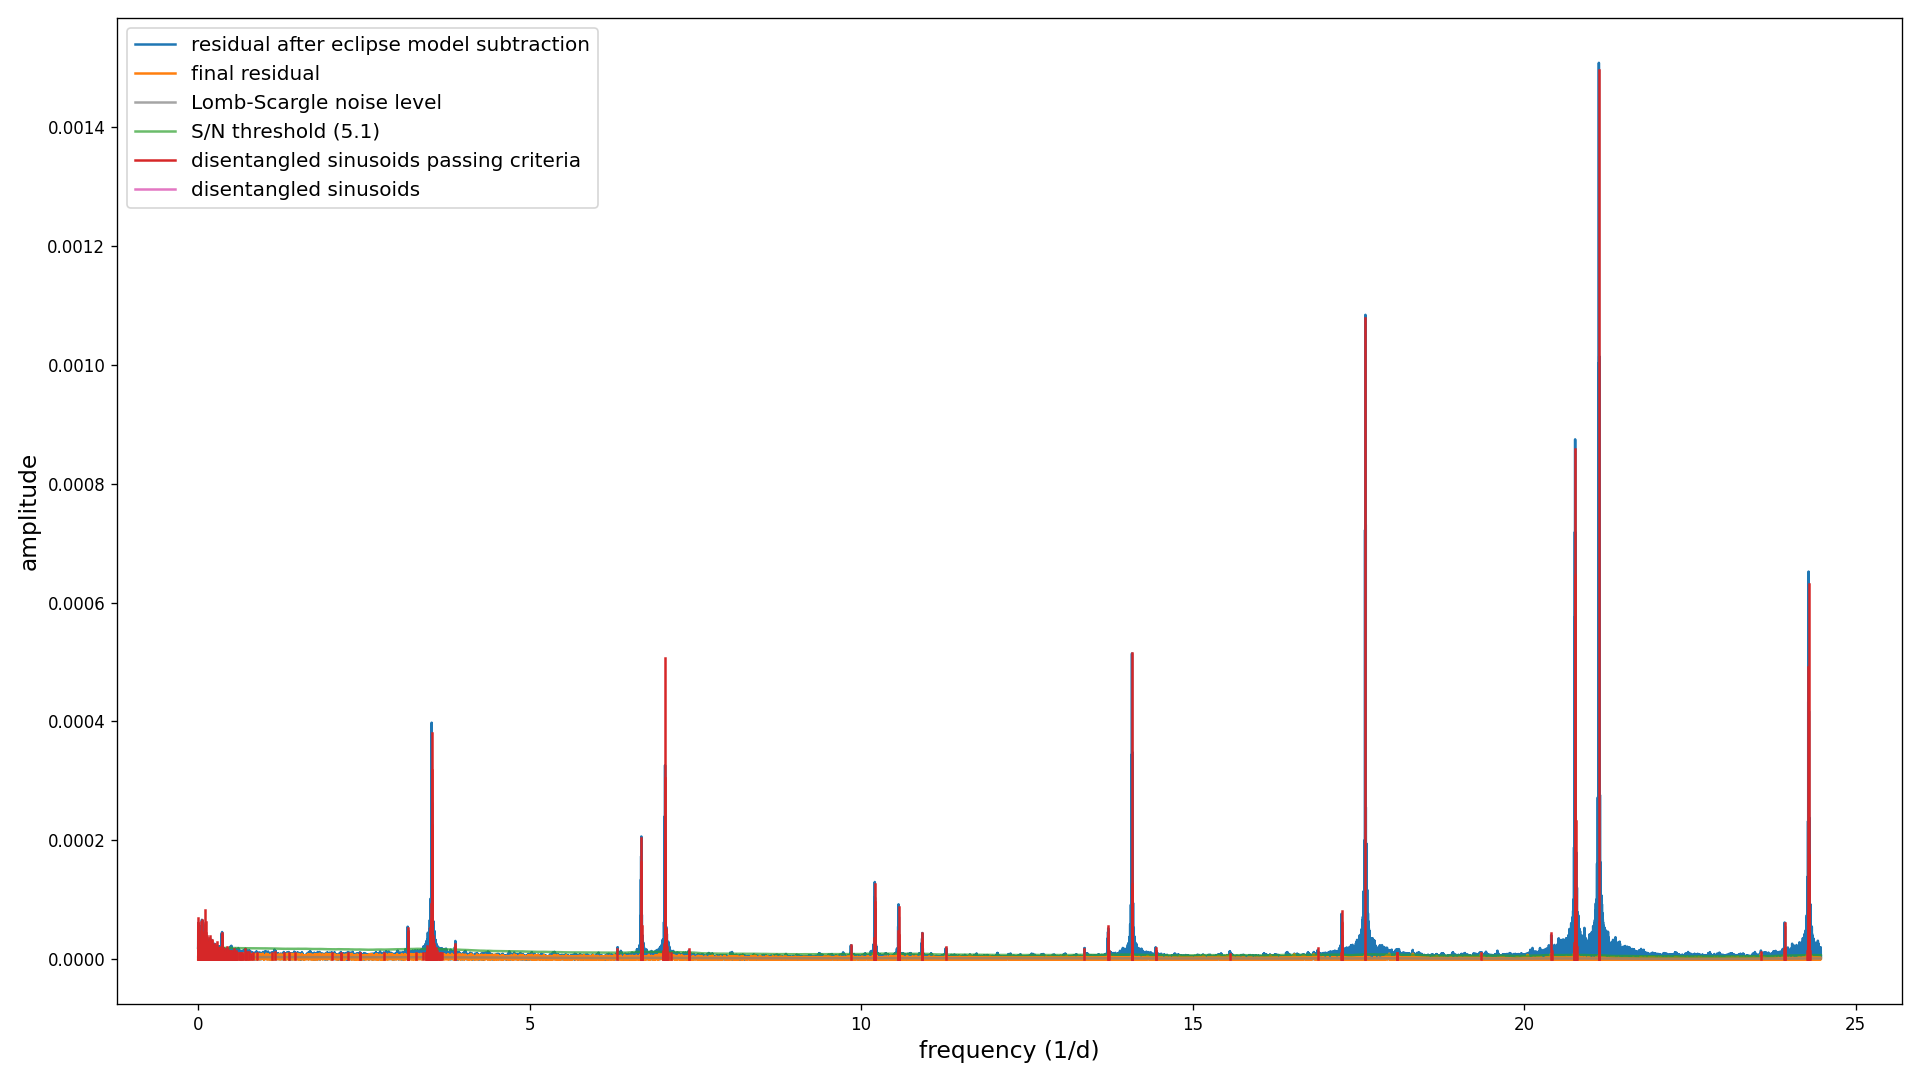 residual after eclipse model subtraction
final residual
Lomb-Scargle noise level
S/N threshold (5.1)
disentangled sinusoids passing criteria
disentangled sinusoids
amplitude
0.0014
0.0012
0.0010
0.0008
0.0006
0.0004
0.0002
0.0000
0 5 10 15 20 25
frequency (1/d)